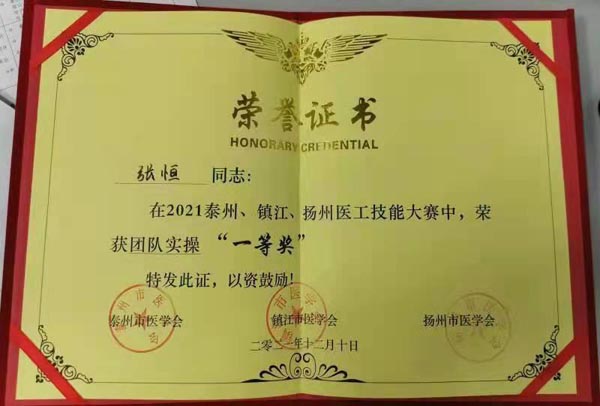 荣誉证书
HONORARY CREDENTIAL
张恒 同志:
在2021泰州、镇江、扬州医工技能大赛中,荣
获团队实操 “一等奖”
特发此证,以资鼓励!
泰州市医学会 镇江市医学会 扬州市医学会
二零二一年十二月十日